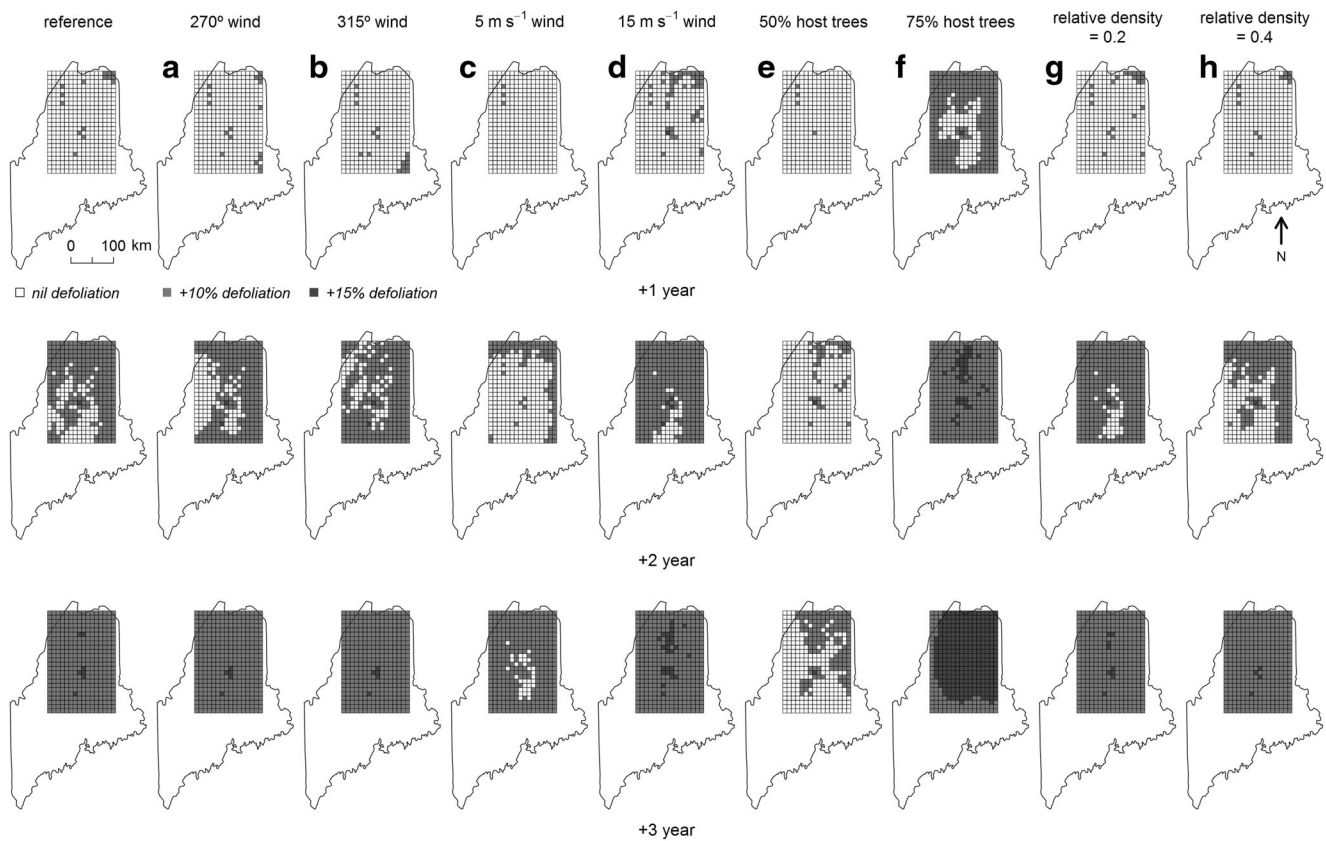 reference
270º wind
315º wind
5 m s⁻¹ wind
15 m s⁻¹ wind
50% host trees
75% host trees
relative density
= 0.2
relative density
= 0.4
a
b
c
d
e
f
g
h
0 100 km
N
nil defoliation
+10% defoliation
+15% defoliation
+1 year
+2 year
+3 year